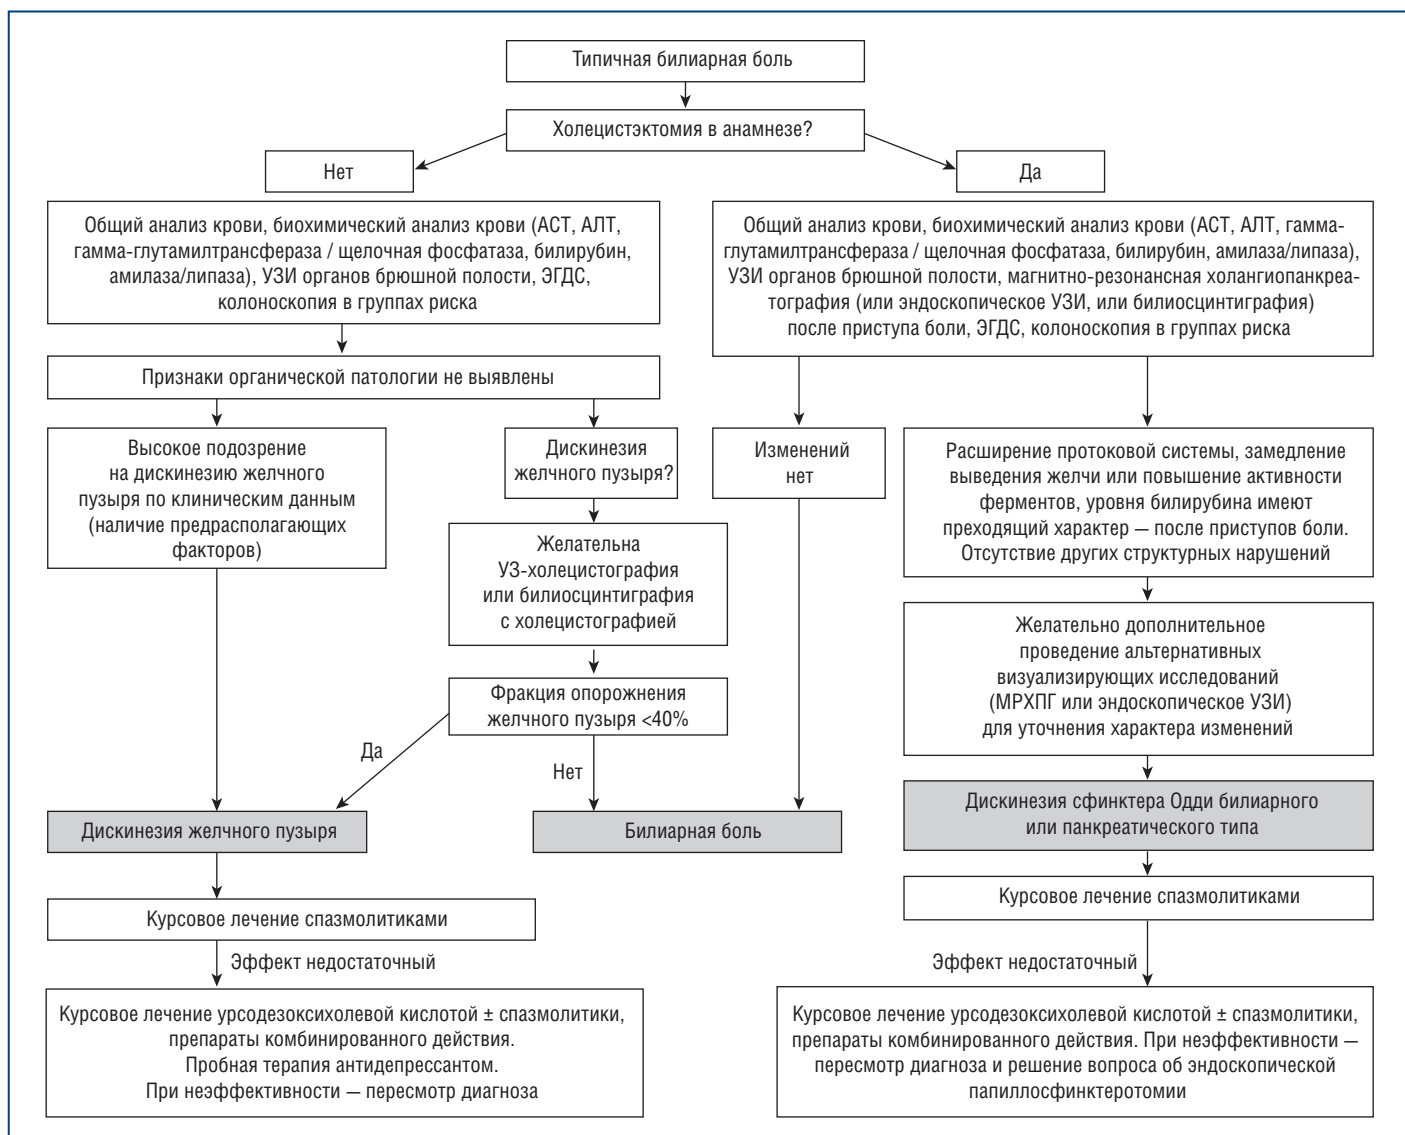 Типичная билиарная боль
Холецистэктомия в анамнезе?
Нет
Да
Общий анализ крови, биохимический анализ крови (АСТ, АЛТ,
гамма-глутамилтрансфераза / щелочная фосфатаза, билирубин,
амилаза/липаза), УЗИ органов брюшной полости, ЭГДС,
колоноскопия в группах риска
Общий анализ крови, биохимический анализ крови (АСТ, АЛТ, гамма-
глутамилтрансфераза / щелочная фосфатаза, билирубин, амилаза/липаза),
УЗИ органов брюшной полости, магнитно-резонансная холангиопанкреа-
тография (или эндоскопическое УЗИ, или билиосцинтиграфия)
после приступа боли, ЭГДС, колоноскопия в группах риска
Признаки органической патологии не выявлены
Высокое подозрение
на дискинезию желчного
пузыря по клиническим данным
(наличие предрасполагающих
факторов)
Дискинезия
желчного пузыря?
Изменений
нет
Расширение протоковой системы, замедление
выведения желчи или повышение активности
ферментов, уровня билирубина имеют
преходящий характер — после приступов боли.
Отсутствие других структурных нарушений
Желательна
УЗ-холецистография
или билиосцинтиграфия
с холецистографией
Желательно дополнительное
проведение альтернативных
визуализирующих исследований
(МРХПГ или эндоскопическое УЗИ)
для уточнения характера изменений
Фракция опорожнения
желчного пузыря <40%
Да
Нет
Дискинезия желчного пузыря
Билиарная боль
Дискинезия сфинктера Одди билиарного
или панкреатического типа
Курсовое лечение спазмолитиками
Курсовое лечение спазмолитиками
Эффект недостаточный
Эффект недостаточный
Курсовое лечение урсодезоксихолевой кислотой ± спазмолитики,
препараты комбинированного действия.
Пробная терапия антидепрессантом.
При неэффективности — пересмотр диагноза
Курсовое лечение урсодезоксихолевой кислотой ± спазмолитики,
препараты комбинированного действия. При неэффективности —
пересмотр диагноза и решение вопроса об эндоскопической
папиллосфинктеротомии